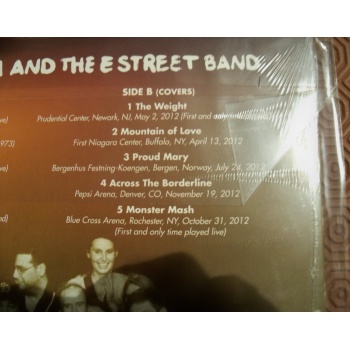 AND THE E STREET BAND
SIDE B (COVERS)
1 The Weight
Prudential Center, Newark, NJ, May 2, 2012 (First and only
2 Mountain of Love
973)
First Niagara Center, Buffalo, NY, April 13, 2012
3 Proud Mary
Bergenhus Festning-Koengen, Bergen, Norway, July 24, 2012
4 Across The Borderline
Pepsi Arena, Denver, CO, November 19, 2012
5 Monster Mash
Blue Cross Arena, Rochester, NY, October 31, 2012
(First and only time played live)